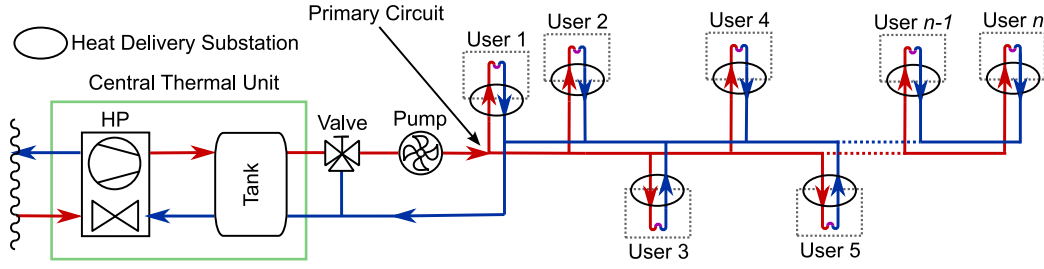 Primary Circuit
User 1
User 2
User 4
User n-1
User n
Heat Delivery Substation
Central Thermal Unit
HP
Valve
Pump
Tank
User 3
User 5